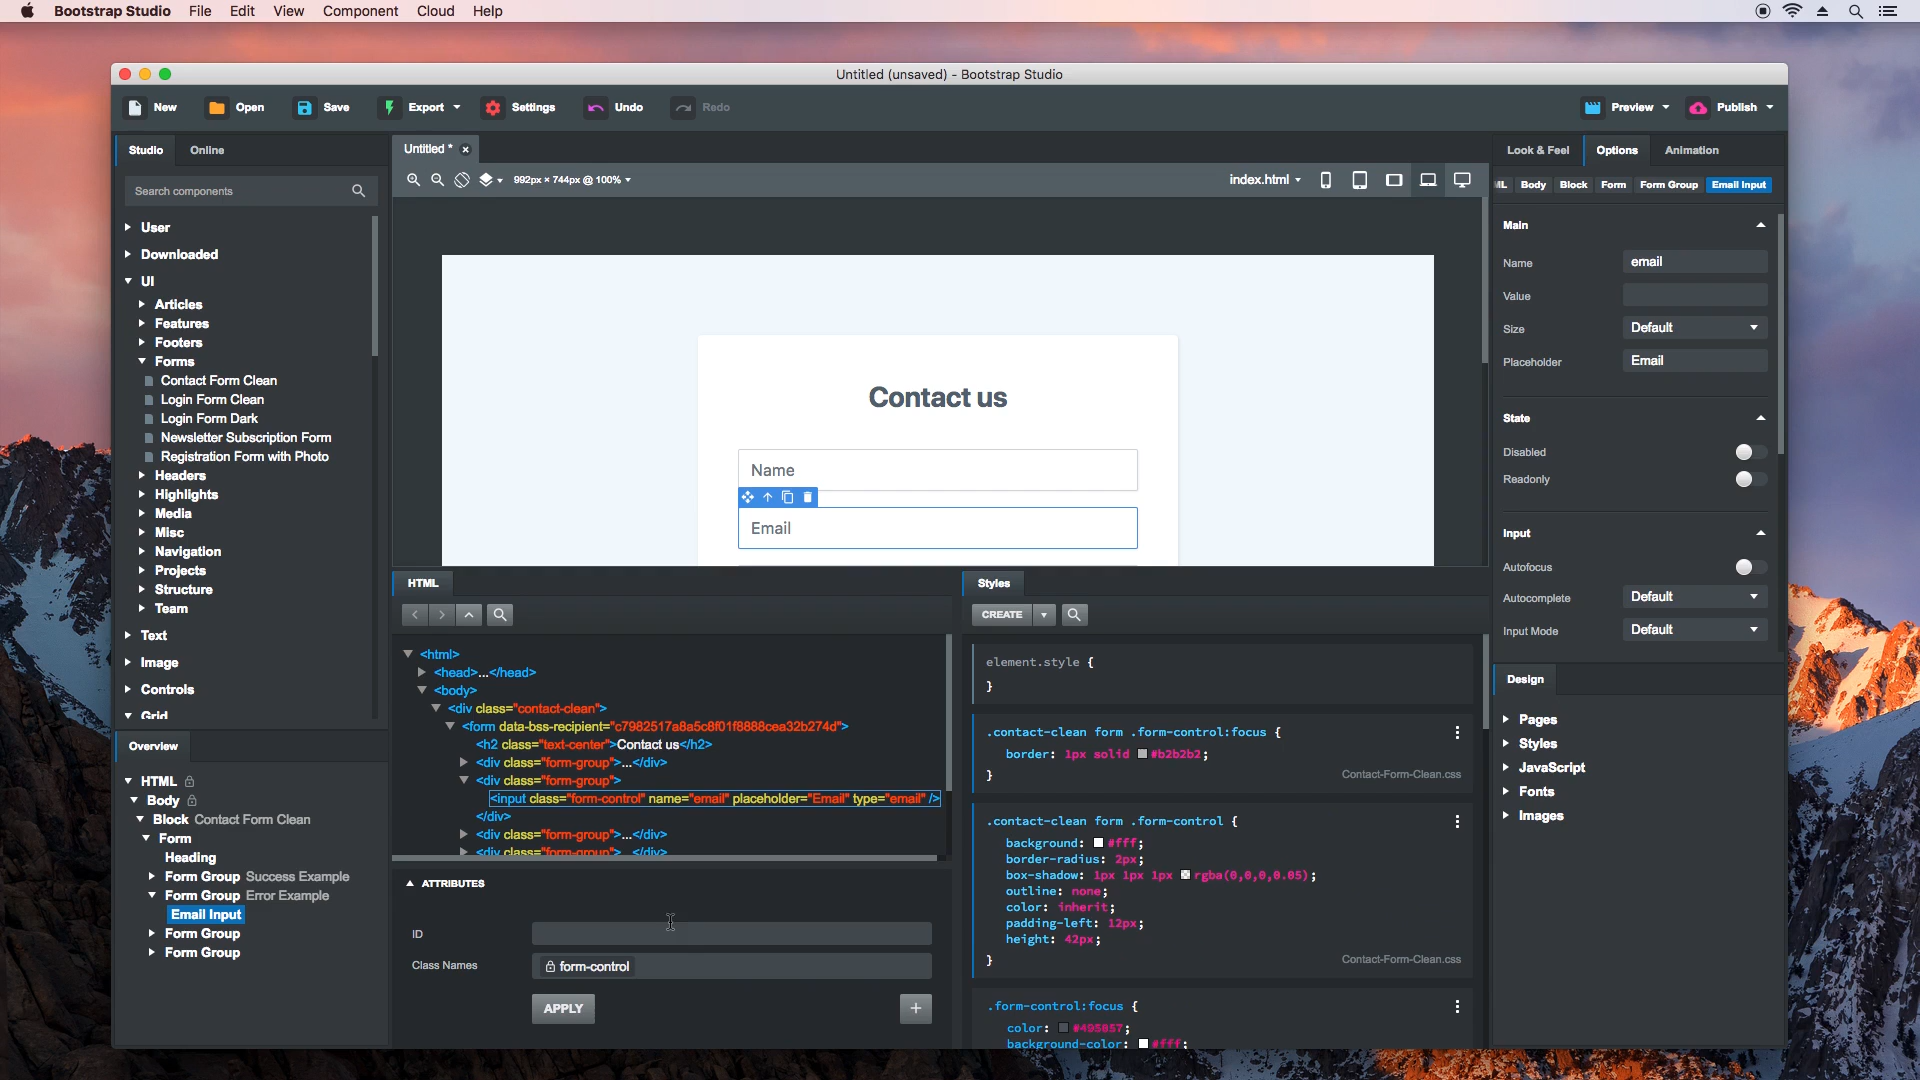 Bootstrap Studio File Edit View Component Cloud Help
Untitled (unsaved) - Bootstrap Studio
New Open Save Export Settings Undo Redo Preview Publish
Studio Online
Search components
User
Downloaded
UI
Articles
Features
Footers
Forms
Contact Form Clean
Login Form Clean
Login Form Dark
Newsletter Subscription Form
Registration Form with Photo
Headers
Highlights
Media
Misc
Navigation
Projects
Structure
Team
Text
Image
Controls
Grid
Overview
HTML
Body
Block Contact Form Clean
Form
Heading
Form Group Success Example
Form Group Error Example
Email Input
Form Group
Form Group
Untitled *
992px × 744px @ 100%
index.html
Contact us
Name
Email
HTML
<html>
<head>...</head>
<body>
<div class="contact-clean">
<form data-bss-recipient="c7982517a8a5c8f01f8888cea32b274d">
<h2 class="text-center">Contact us</h2>
<div class="form-group">...</div>
<div class="form-group">
<input class="form-control" name="email" placeholder="Email" type="email" />
</div>
<div class="form-group">...</div>
<div class="form-group">...</div>
ATTRIBUTES
ID
Class Names form-control
APPLY +
Styles
CREATE
element.style {
}
.contact-clean form .form-control:focus {
border: 1px solid #b2b2b2;
} Contact-Form-Clean.css
.contact-clean form .form-control {
background: #fff;
border-radius: 2px;
box-shadow: 1px 1px 1px rgba(0,0,0,0.05);
outline: none;
color: inherit;
padding-left: 12px;
height: 42px;
} Contact-Form-Clean.css
.form-control:focus {
color: #495057;
background-color: #fff;
Look & Feel Options Animation
ML Body Block Form Form Group Email Input
Main
Name email
Value
Size Default
Placeholder Email
State
Disabled
Readonly
Input
Autofocus
Autocomplete Default
Input Mode Default
Design
Pages
Styles
JavaScript
Fonts
Images